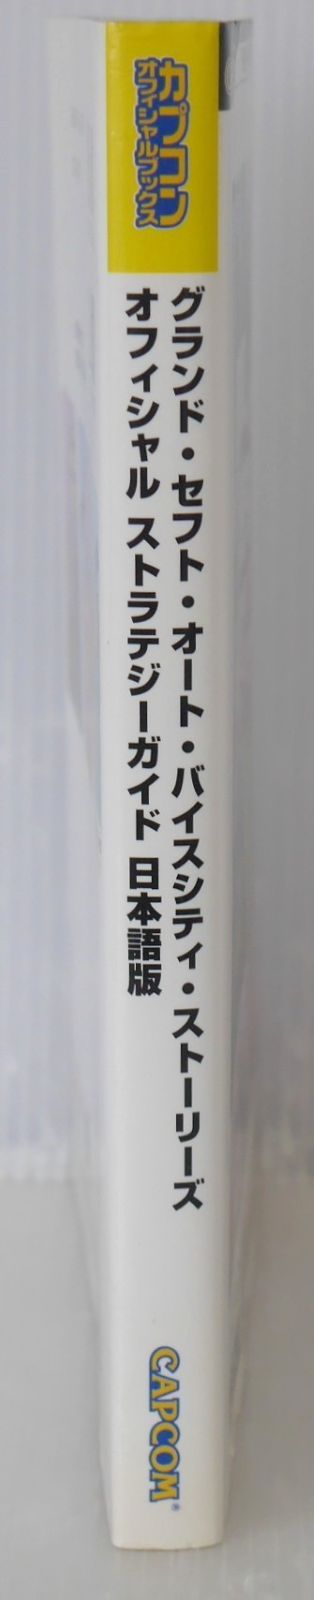 カプコン
オフィシャルブックス
グランド・セフト・オート・バイスシティ・ストーリーズ
オフィシャル ストラテジーガイド 日本語版
CAPCOM®